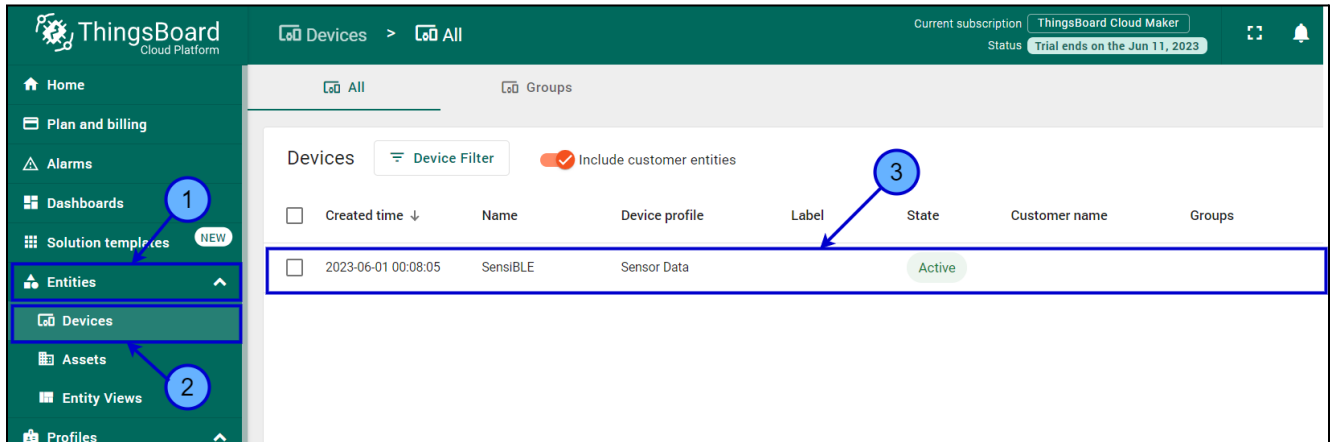 ThingsBoard
Cloud Platform
Devices > All
Current subscription ThingsBoard Cloud Maker
Status Trial ends on the Jun 11, 2023
Home
Plan and billing
Alarms
Dashboards
Solution templates NEW
Entities
Devices
Assets
Entity Views
Profiles
All Groups
Devices Device Filter Include customer entities
Created time ↓ Name Device profile Label State Customer name Groups
2023-06-01 00:08:05 SensiBLE Sensor Data Active
1
2
3